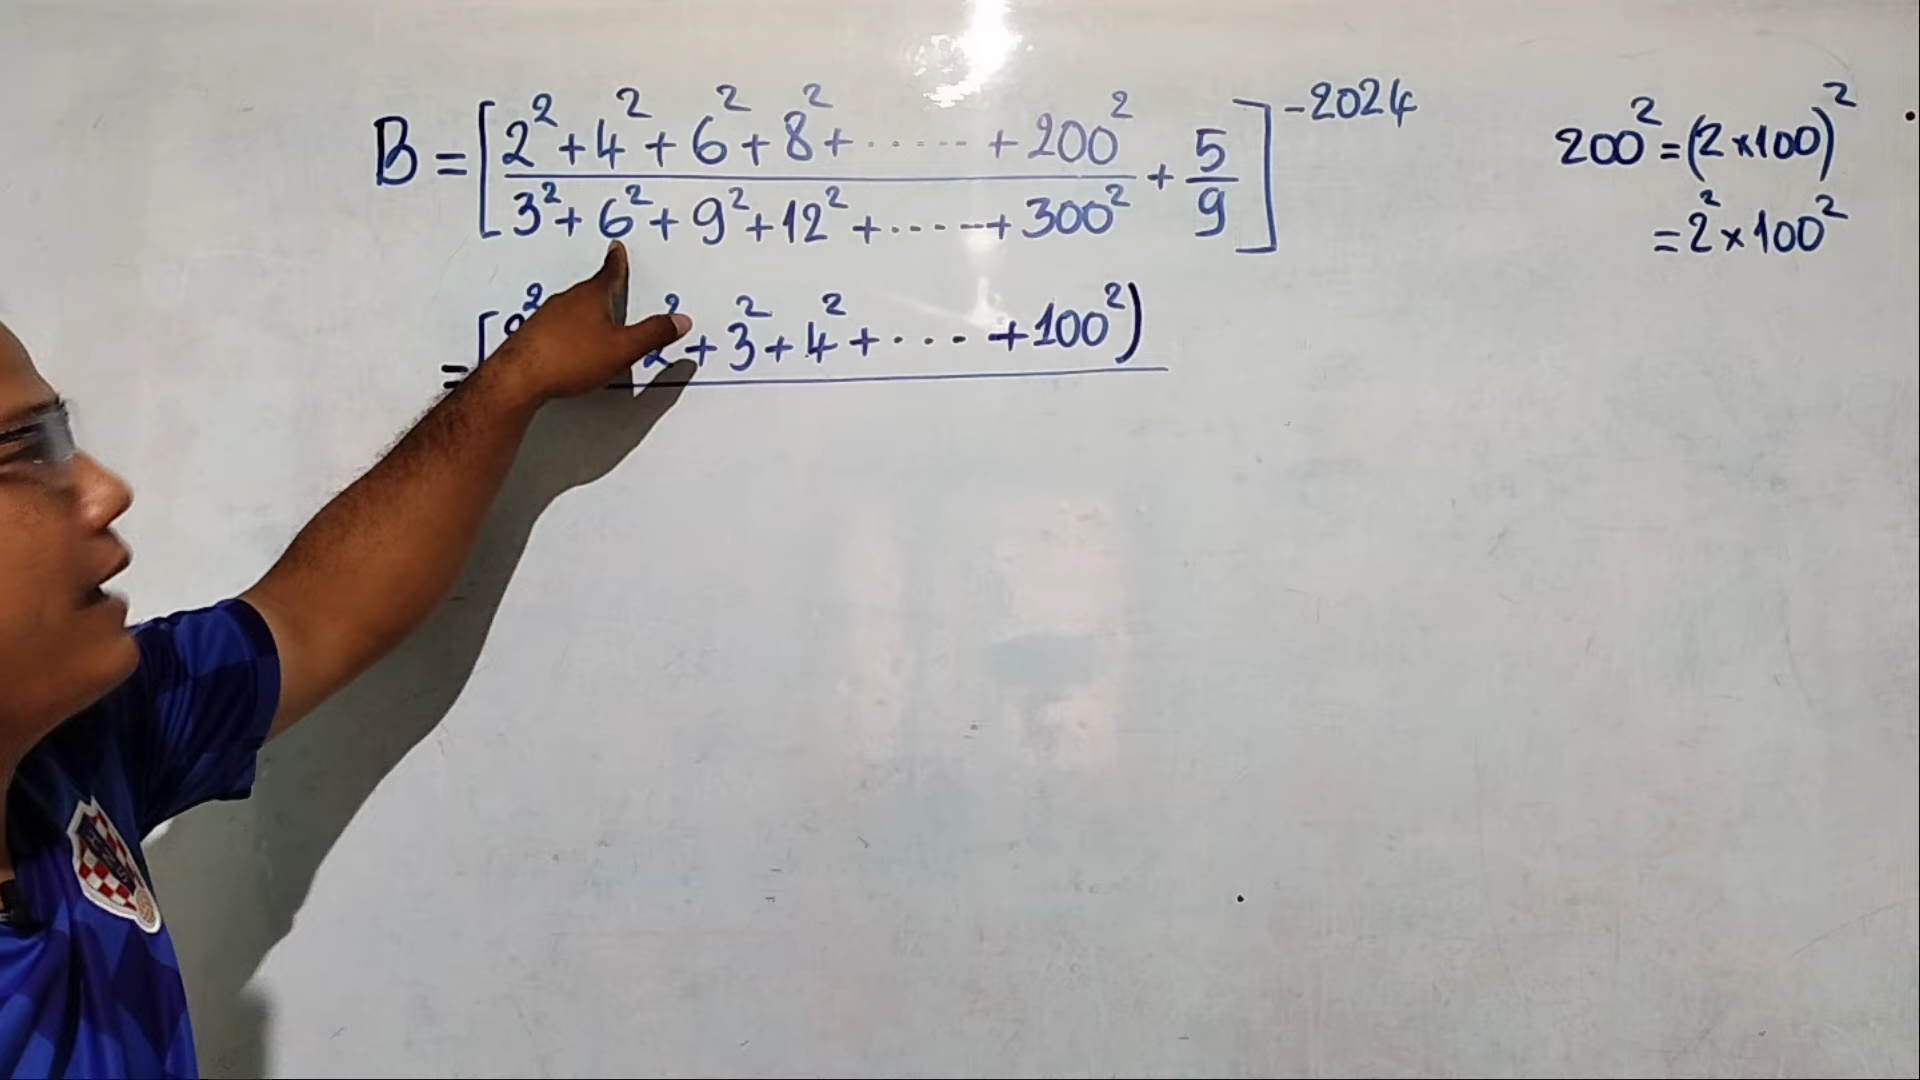 B = [ (2² + 4² + 6² + 8² + ...... + 200²) / (3² + 6² + 9² + 12² + ...... + 300²) + 5/9 ]⁻²⁰²⁴
200² = (2 × 100)²
= 2² × 100²
= [ 2² + 3² + 4² + .... + 100²)